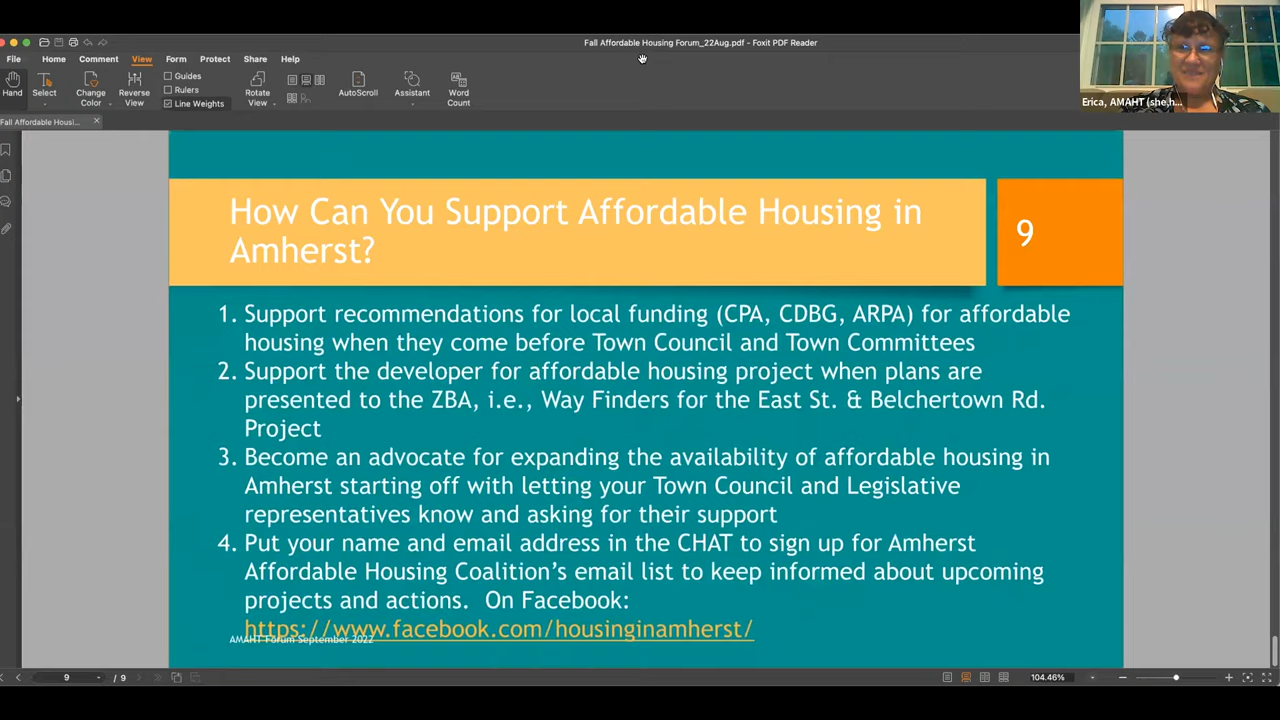 Fall Affordable Housing Forum_22Aug.pdf - Foxit PDF Reader
File Home Comment View Form Protect Share Help
Hand
Select
Change Color
Reverse View
Guides
Rulers
Line Weights
Rotate View
AutoScroll
Assistant
Word Count
Erica, AMAHT (she,h...
Fall Affordable Housi...
How Can You Support Affordable Housing in
Amherst?
9
1. Support recommendations for local funding (CPA, CDBG, ARPA) for affordable
housing when they come before Town Council and Town Committees
2. Support the developer for affordable housing project when plans are
presented to the ZBA, i.e., Way Finders for the East St. & Belchertown Rd.
Project
3. Become an advocate for expanding the availability of affordable housing in
Amherst starting off with letting your Town Council and Legislative
representatives know and asking for their support
4. Put your name and email address in the CHAT to sign up for Amherst
Affordable Housing Coalition's email list to keep informed about upcoming
projects and actions.  On Facebook:
https://www.facebook.com/housinginamherst/
AMAHT Forum September 2022
9 / 9
104.46%